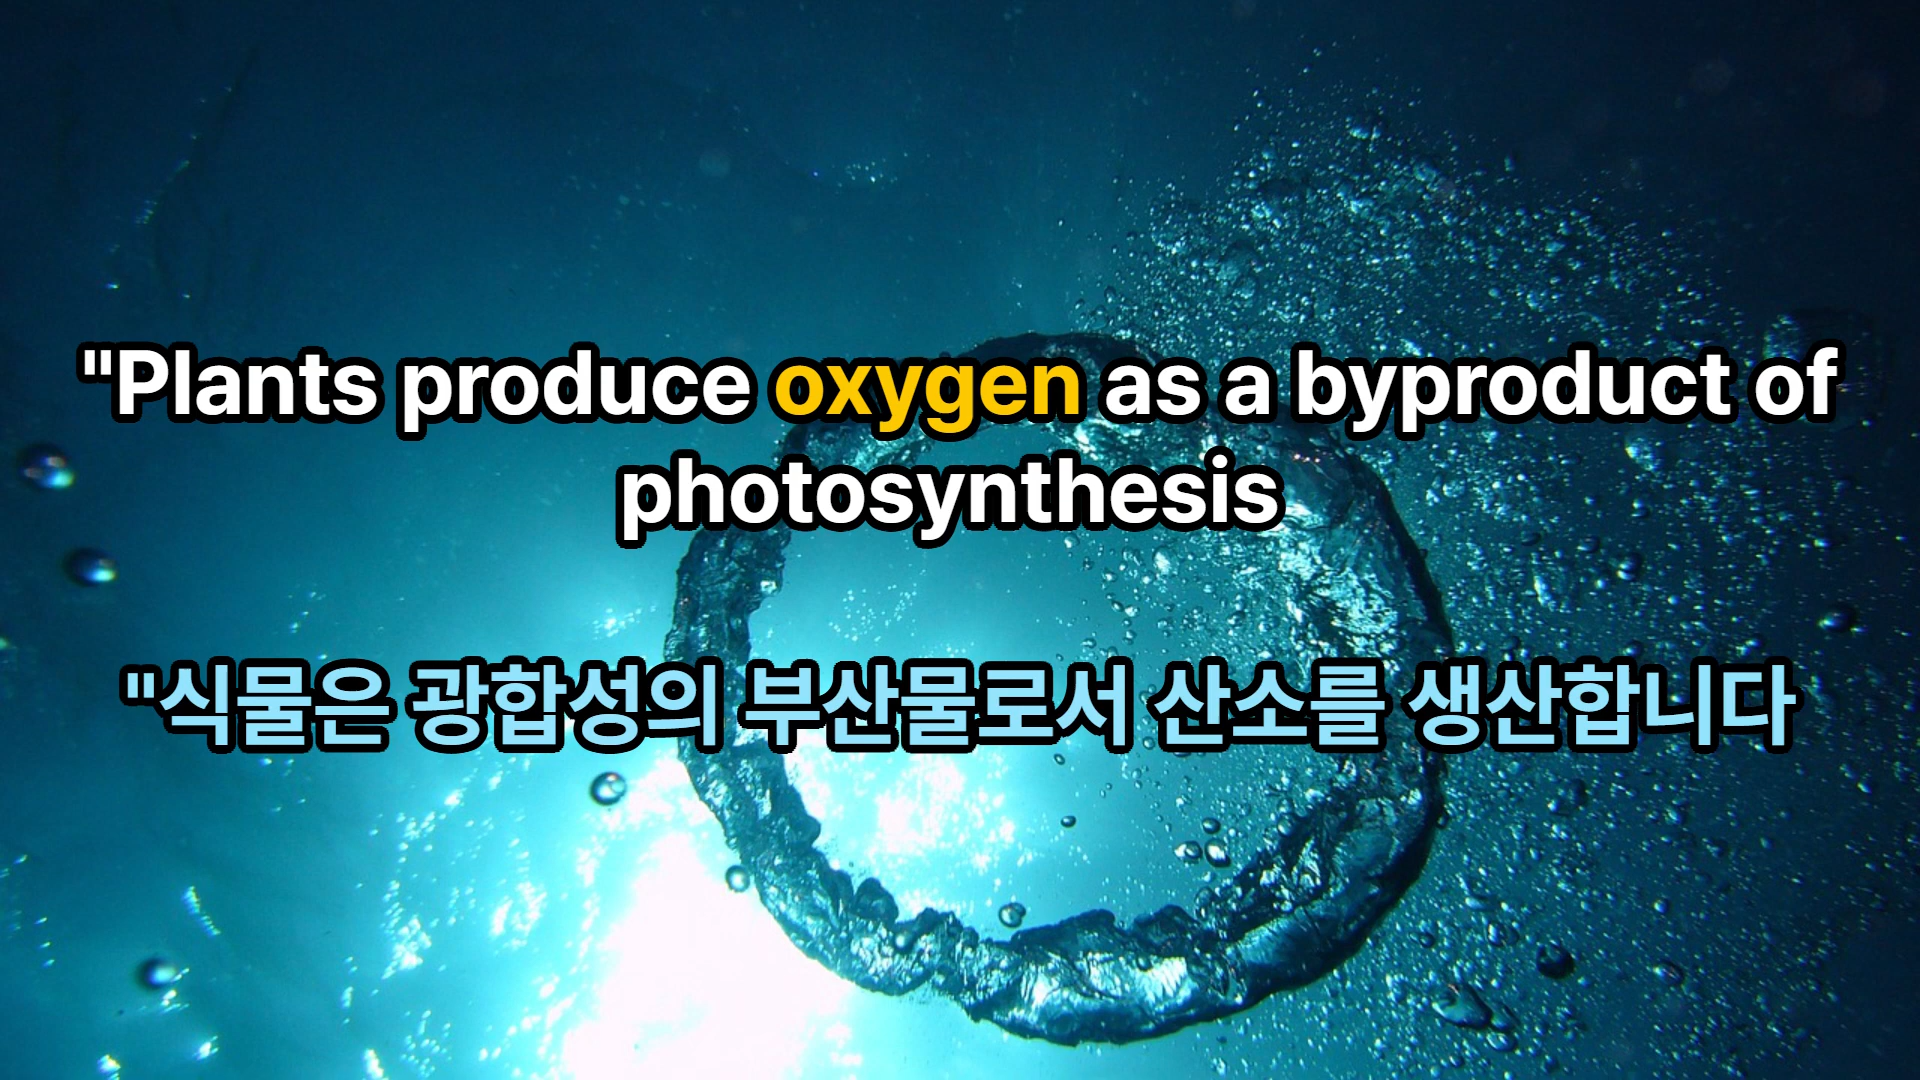 "Plants produce oxygen as a byproduct of
photosynthesis
"식물은 광합성의 부산물로서 산소를 생산합니다